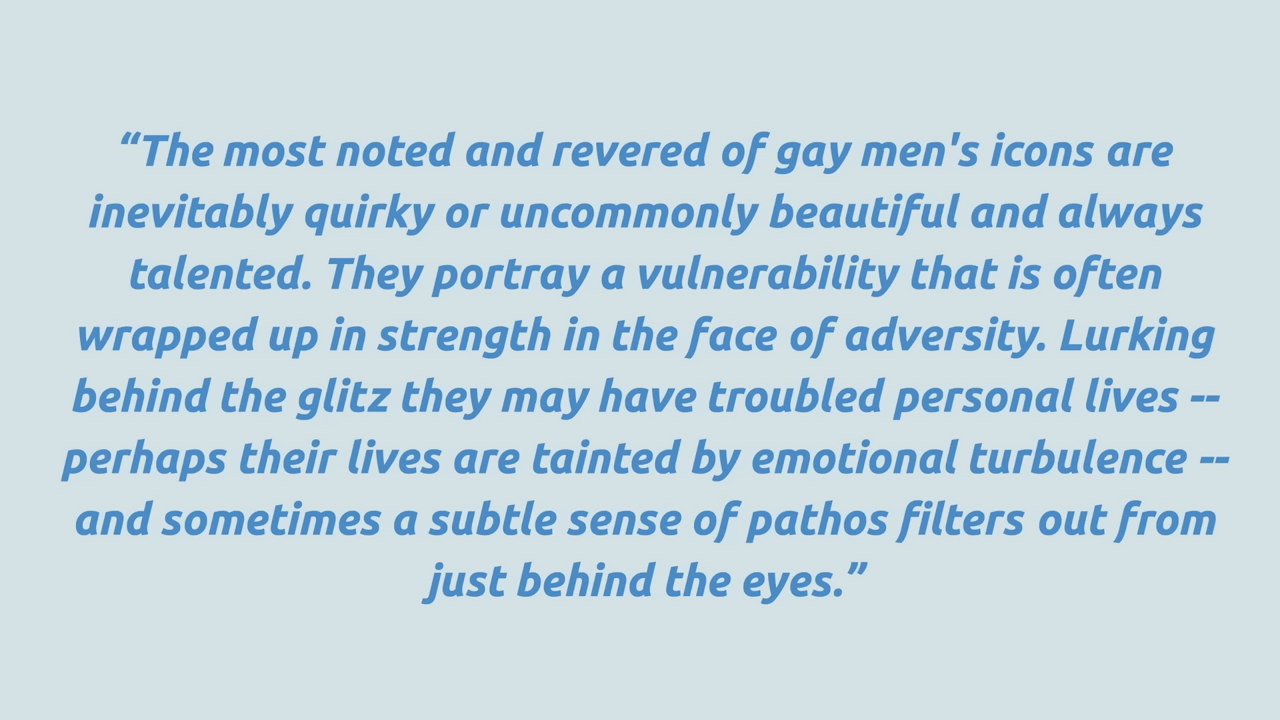 “The most noted and revered of gay men's icons are
inevitably quirky or uncommonly beautiful and always
talented. They portray a vulnerability that is often
wrapped up in strength in the face of adversity. Lurking
behind the glitz they may have troubled personal lives --
perhaps their lives are tainted by emotional turbulence --
and sometimes a subtle sense of pathos filters out from
just behind the eyes.”